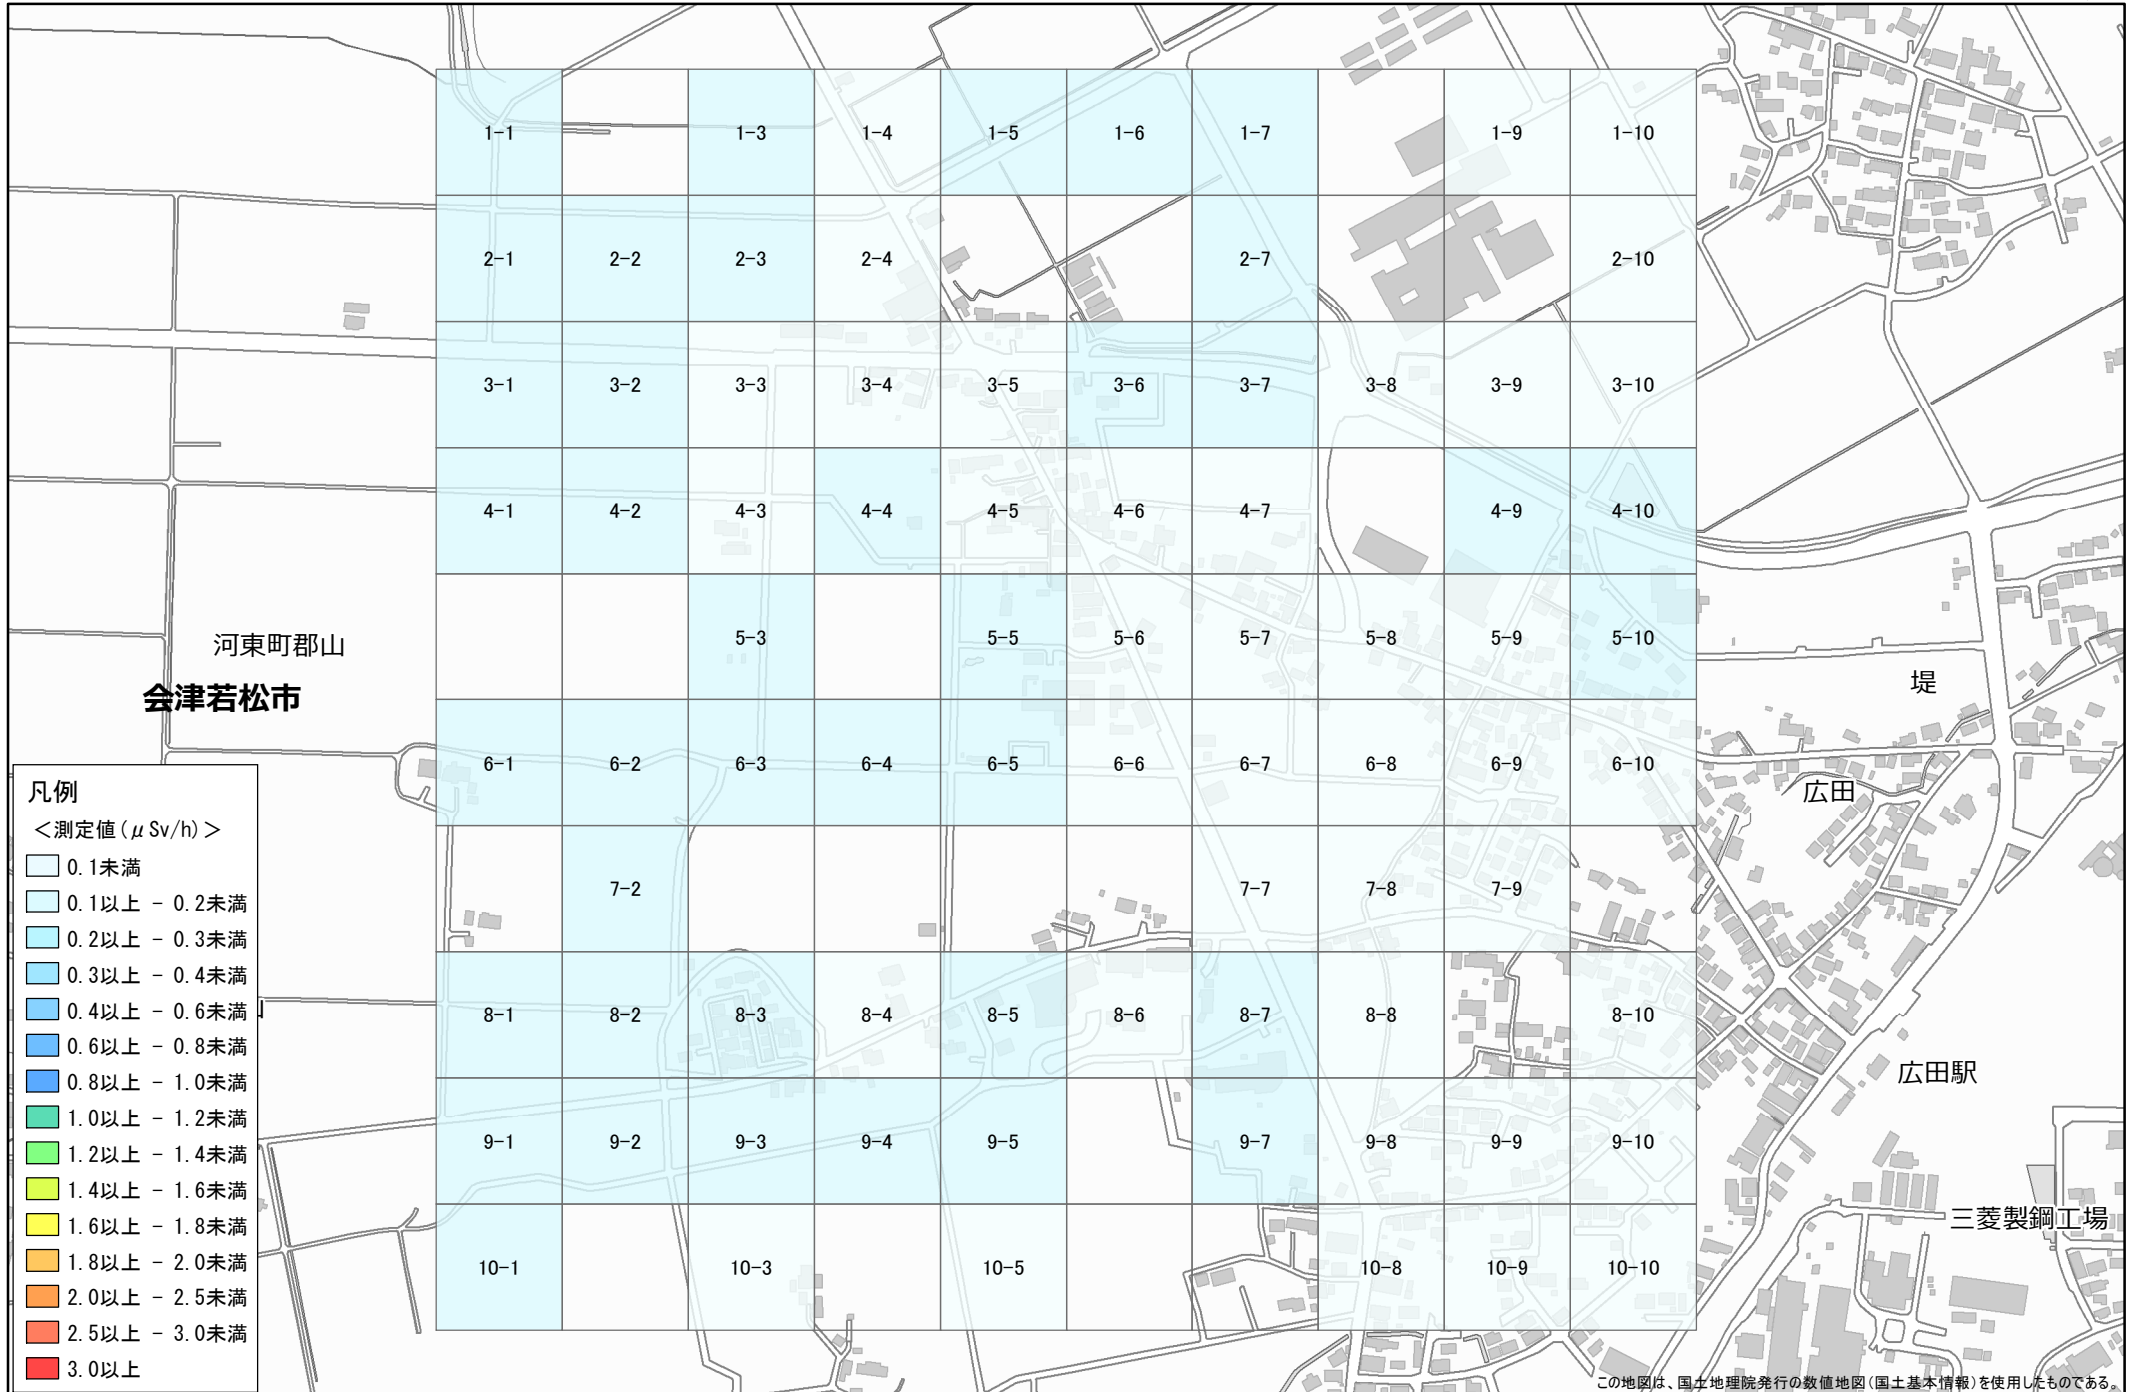 1-1 1-3 1-4 1-5 1-6 1-7 1-9 1-10
2-1 2-2 2-3 2-4 2-7 2-10
3-1 3-2 3-3 3-4 3-5 3-6 3-7 3-8 3-9 3-10
4-1 4-2 4-3 4-4 4-5 4-6 4-7 4-9 4-10
5-3 5-5 5-6 5-7 5-8 5-9 5-10
河東町郡山
会津若松市
堤
6-1 6-2 6-3 6-4 6-5 6-6 6-7 6-8 6-9 6-10
広田
7-2 7-7 7-8 7-9
8-1 8-2 8-3 8-4 8-5 8-6 8-7 8-8 8-10
広田駅
9-1 9-2 9-3 9-4 9-5 9-7 9-8 9-9 9-10
三菱製鋼工場
10-1 10-3 10-5 10-8 10-9 10-10
凡例
＜測定値(μSv/h)＞
0.1未満
0.1以上 - 0.2未満
0.2以上 - 0.3未満
0.3以上 - 0.4未満
0.4以上 - 0.6未満
0.6以上 - 0.8未満
0.8以上 - 1.0未満
1.0以上 - 1.2未満
1.2以上 - 1.4未満
1.4以上 - 1.6未満
1.6以上 - 1.8未満
1.8以上 - 2.0未満
2.0以上 - 2.5未満
2.5以上 - 3.0未満
3.0以上
この地図は、国土地理院発行の数値地図(国土基本情報)を使用したものである。